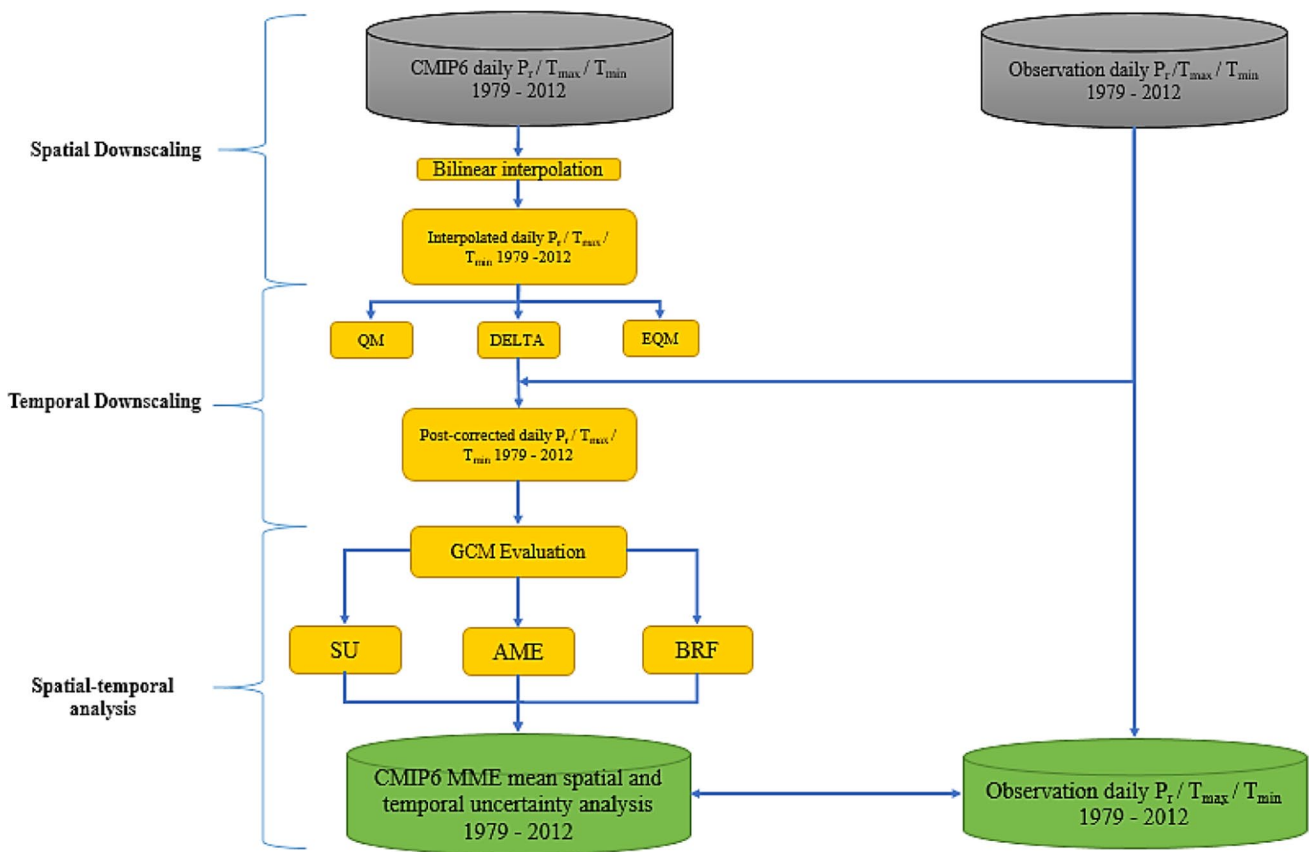 CMIP6 daily Pr / Tmax / Tmin
1979 - 2012
Observation daily Pr /Tmax / Tmin
1979 - 2012
Spatial Downscaling
Bilinear interpolation
Interpolated daily Pr / Tmax /
Tmin 1979 -2012
QM
DELTA
EQM
Temporal Downscaling
Post-corrected daily Pr / Tmax /
Tmin 1979 - 2012
GCM Evaluation
SU
AME
BRF
Spatial-temporal
analysis
CMIP6 MME mean spatial and
temporal uncertainty analysis
1979 - 2012
Observation daily Pr / Tmax / Tmin
1979 - 2012